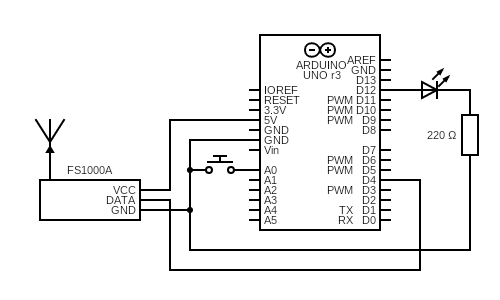 ARDUINO
UNO r3
AREF
GND
D13
IOREF D12
RESET PWM D11
3.3V PWM D10
5V PWM D9
GND D8
GND
Vin D7
PWM D6
A0 PWM D5
A1 D4
A2 PWM D3
A3 D2
A4 TX D1
A5 RX D0
220 Ω
FS1000A
VCC
DATA
GND